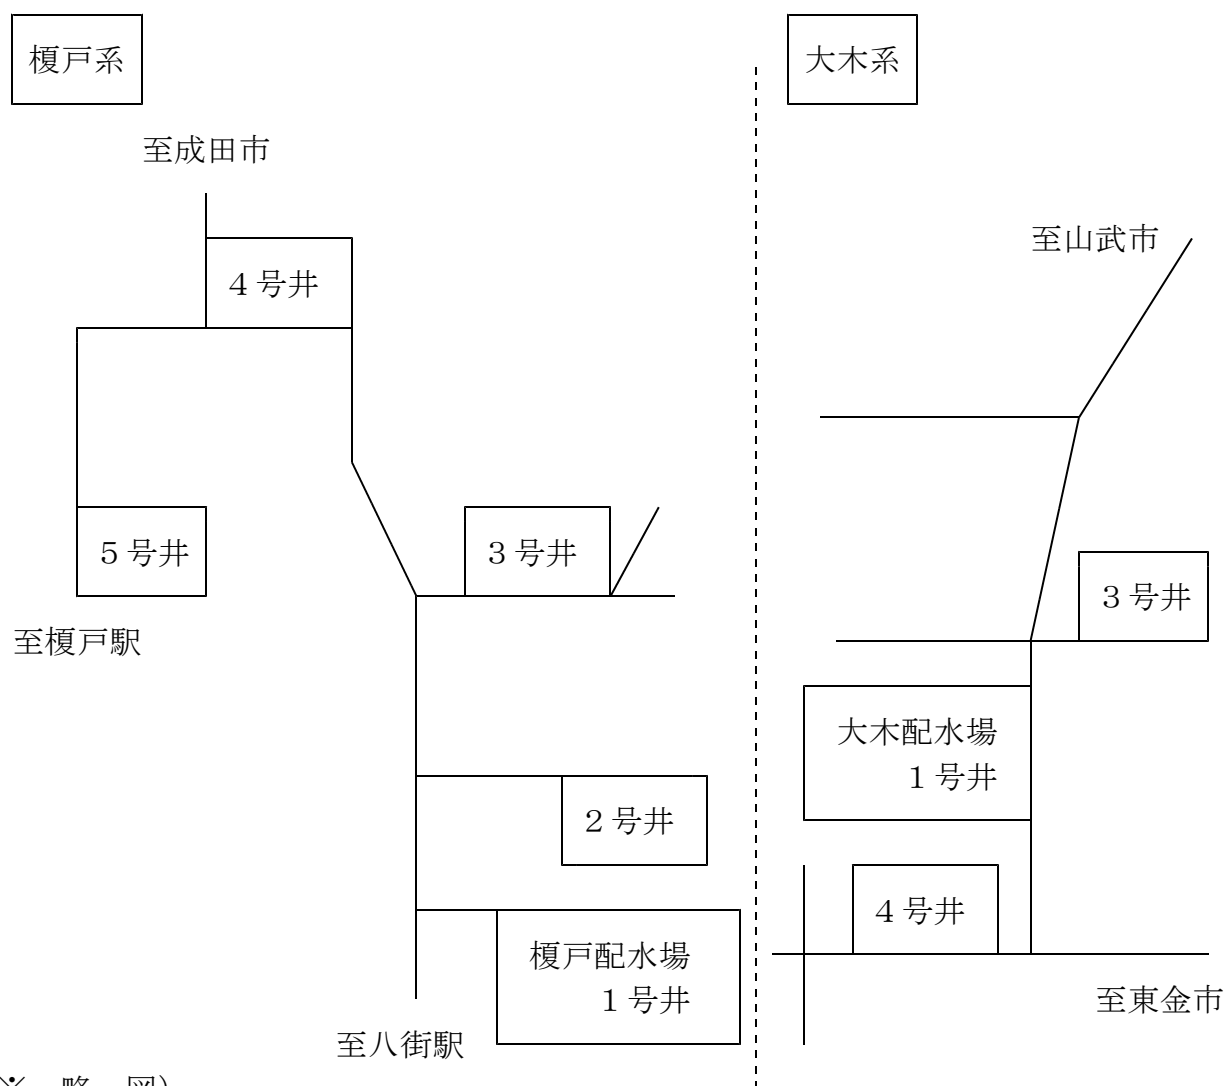 榎戸系
至成田市
４号井
５号井
３号井
至榎戸駅
２号井
榎戸配水場
１号井
至八街駅
大木系
至山武市
３号井
大木配水場
１号井
４号井
至東金市
※　略　図）